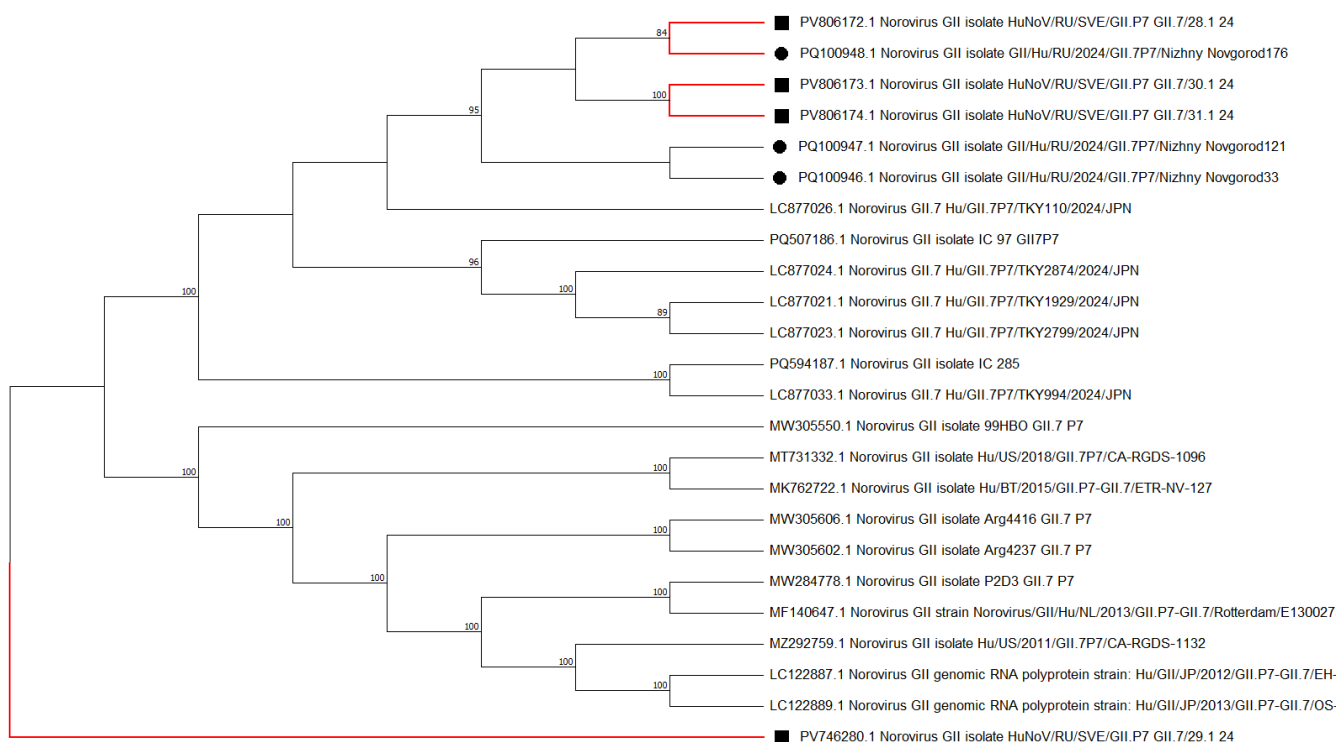 PV806172.1 Norovirus GII isolate HuNoV/RU/SVE/GII.P7 GII.7/28.1 24
84
PQ100948.1 Norovirus GII isolate GII/Hu/RU/2024/GII.7P7/Nizhny Novgorod176
PV806173.1 Norovirus GII isolate HuNoV/RU/SVE/GII.P7 GII.7/30.1 24
100
95
PV806174.1 Norovirus GII isolate HuNoV/RU/SVE/GII.P7 GII.7/31.1 24
PQ100947.1 Norovirus GII isolate GII/Hu/RU/2024/GII.7P7/Nizhny Novgorod121
PQ100946.1 Norovirus GII isolate GII/Hu/RU/2024/GII.7P7/Nizhny Novgorod33
LC877026.1 Norovirus GII.7 Hu/GII.7P7/TKY110/2024/JPN
PQ507186.1 Norovirus GII isolate IC 97 GII7P7
96
LC877024.1 Norovirus GII.7 Hu/GII.7P7/TKY2874/2024/JPN
100
100
LC877021.1 Norovirus GII.7 Hu/GII.7P7/TKY1929/2024/JPN
89
LC877023.1 Norovirus GII.7 Hu/GII.7P7/TKY2799/2024/JPN
PQ594187.1 Norovirus GII isolate IC 285
100
LC877033.1 Norovirus GII.7 Hu/GII.7P7/TKY994/2024/JPN
MW305550.1 Norovirus GII isolate 99HBO GII.7 P7
MT731332.1 Norovirus GII isolate Hu/US/2018/GII.7P7/CA-RGDS-1096
100
100
MK762722.1 Norovirus GII isolate Hu/BT/2015/GII.P7-GII.7/ETR-NV-127
MW305606.1 Norovirus GII isolate Arg4416 GII.7 P7
100
100
MW305602.1 Norovirus GII isolate Arg4237 GII.7 P7
100
MW284778.1 Norovirus GII isolate P2D3 GII.7 P7
100
MF140647.1 Norovirus GII strain Norovirus/GII/Hu/NL/2013/GII.P7-GII.7/Rotterdam/E130027
100
MZ292759.1 Norovirus GII isolate Hu/US/2011/GII.7P7/CA-RGDS-1132
100
LC122887.1 Norovirus GII genomic RNA polyprotein strain: Hu/GII/JP/2012/GII.P7-GII.7/EH-
100
LC122889.1 Norovirus GII genomic RNA polyprotein strain: Hu/GII/JP/2013/GII.P7-GII.7/OS-
PV746280.1 Norovirus GII isolate HuNoV/RU/SVE/GII.P7 GII.7/29.1 24